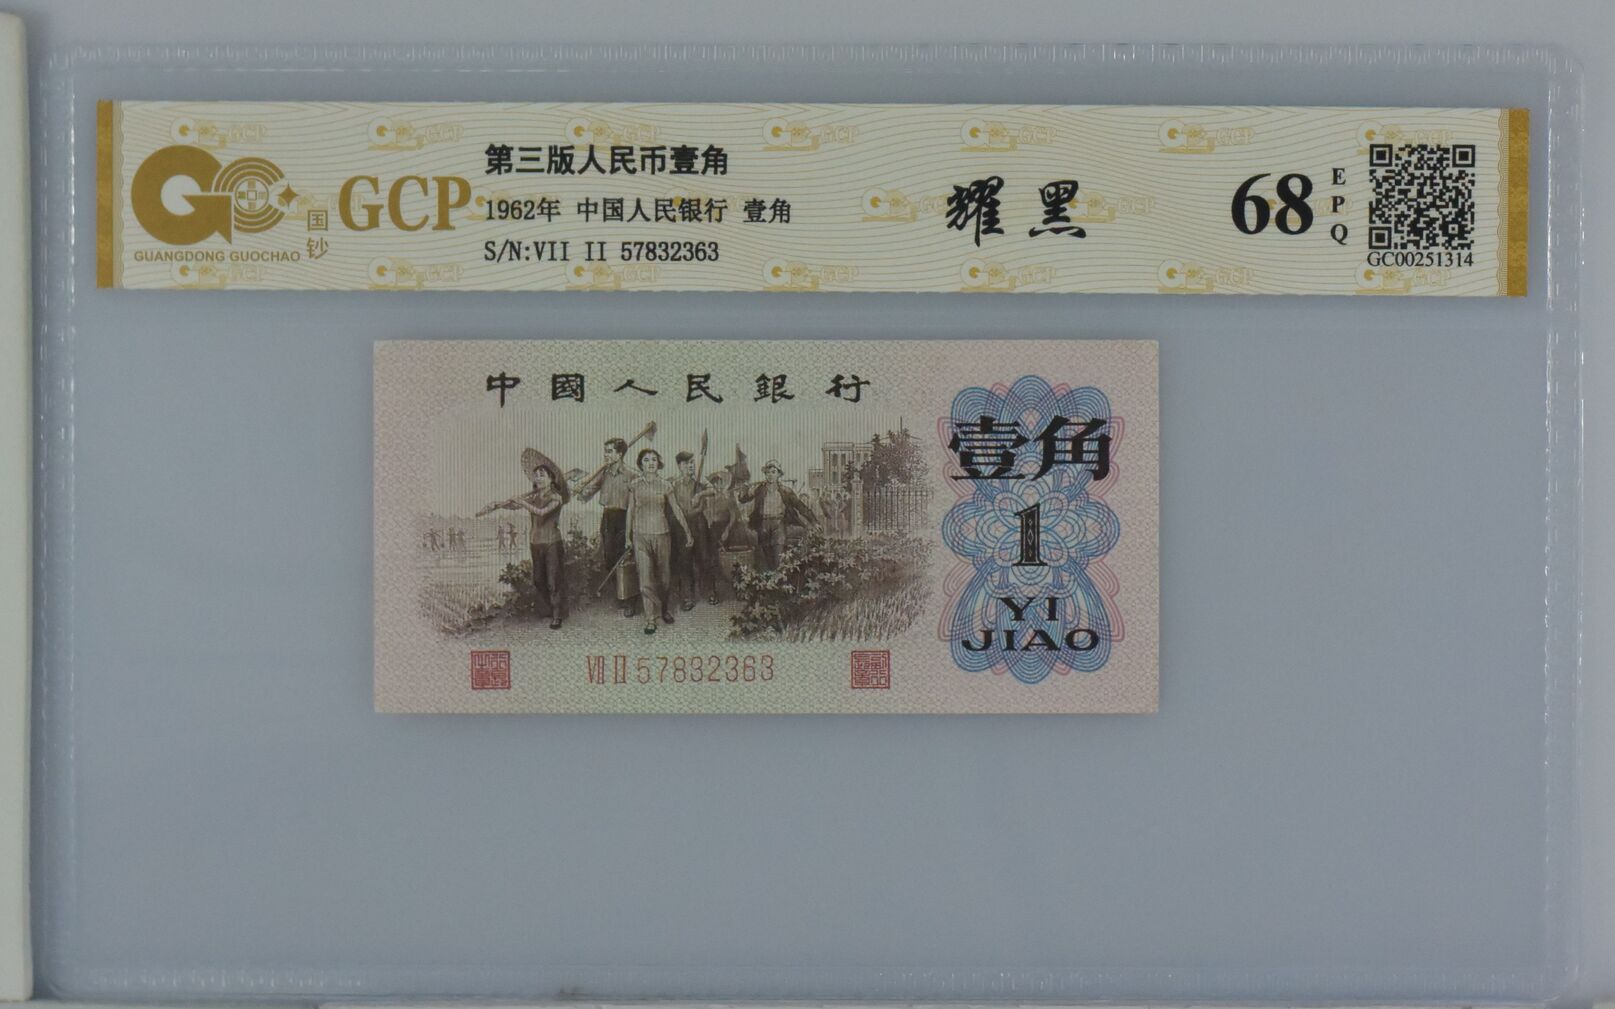 GCP
国钞
GUANGDONG GUOCHAO
第三版人民币壹角
1962年 中国人民银行 壹角
S/N:VII II 57832363
耀黑
68
EPQ
GC00251314
中國人民銀行
壹角
1
YI
JIAO
VII II 57832363